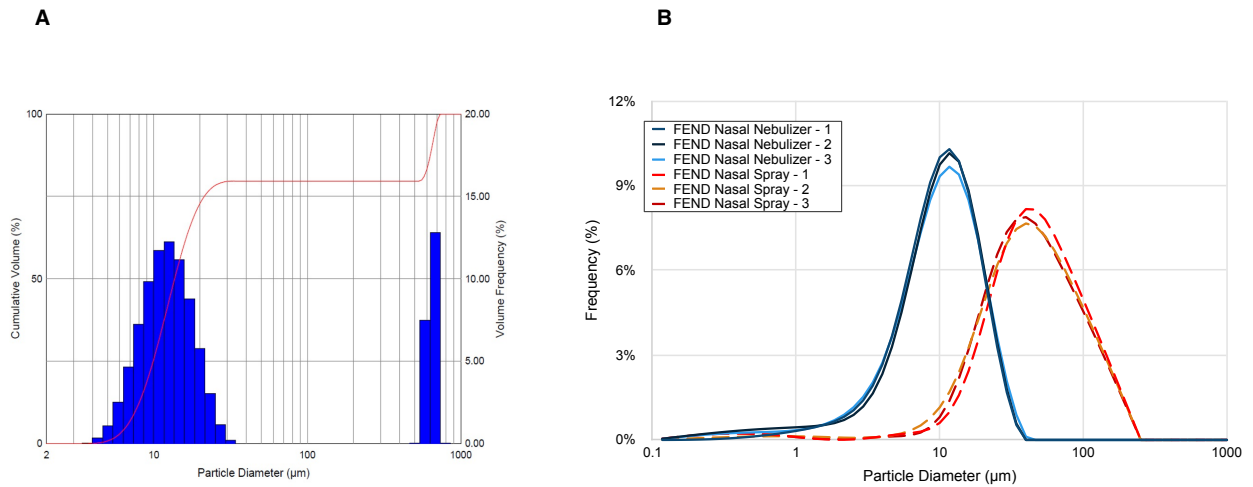 A
B
100
50
0
Cumulative Volume (%)
20.00
16.00
10.00
5.00
0.00
Volume Frequency (%)
2
10
100
1000
Particle Diameter (µm)
12%
9%
6%
3%
0%
Frequency (%)
FEND Nasal Nebulizer - 1
FEND Nasal Nebulizer - 2
FEND Nasal Nebulizer - 3
FEND Nasal Spray - 1
FEND Nasal Spray - 2
FEND Nasal Spray - 3
0.1
1
10
100
1000
Particle Diameter (µm)